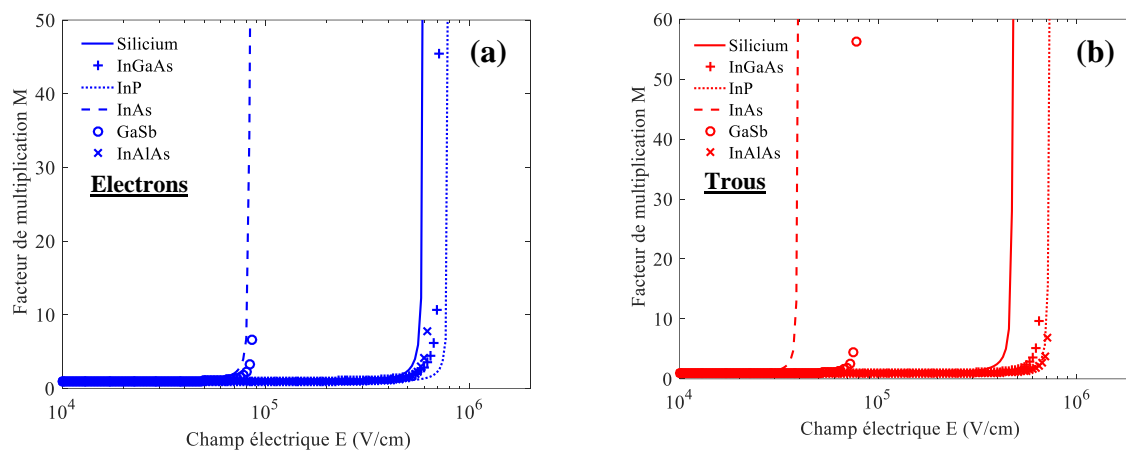 (a)
Facteur de multiplication M
50
40
30
20
10
0
Silicium
InGaAs
InP
InAs
GaSb
InAlAs
Electrons
10^4
10^5
10^6
Champ électrique E (V/cm)
(b)
Facteur de multiplication M
60
50
40
30
20
10
0
Silicium
InGaAs
InP
InAs
GaSb
InAlAs
Trous
10^4
10^5
10^6
Champ électrique E (V/cm)